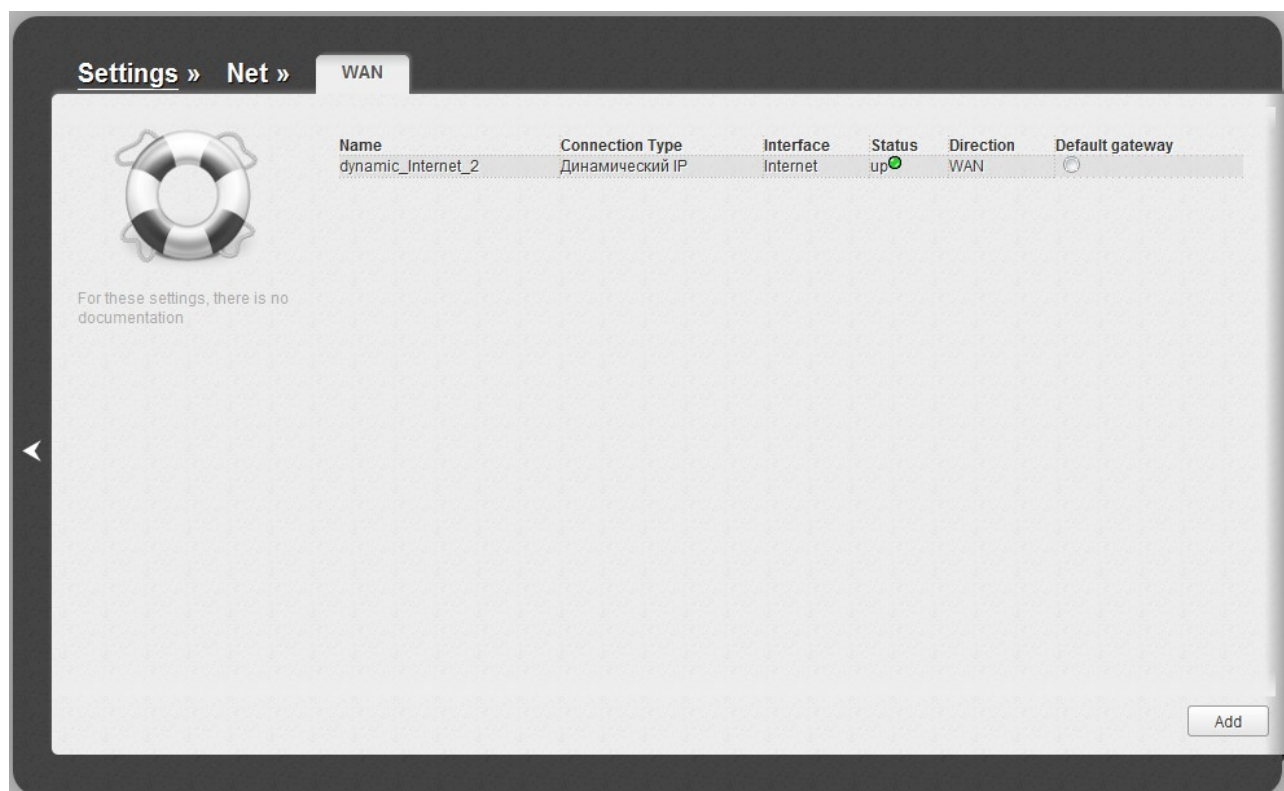 Settings » Net » WAN
Name Connection Type Interface Status Direction Default gateway
dynamic_Internet_2 Динамический IP Internet up WAN
For these settings, there is no
documentation
Add